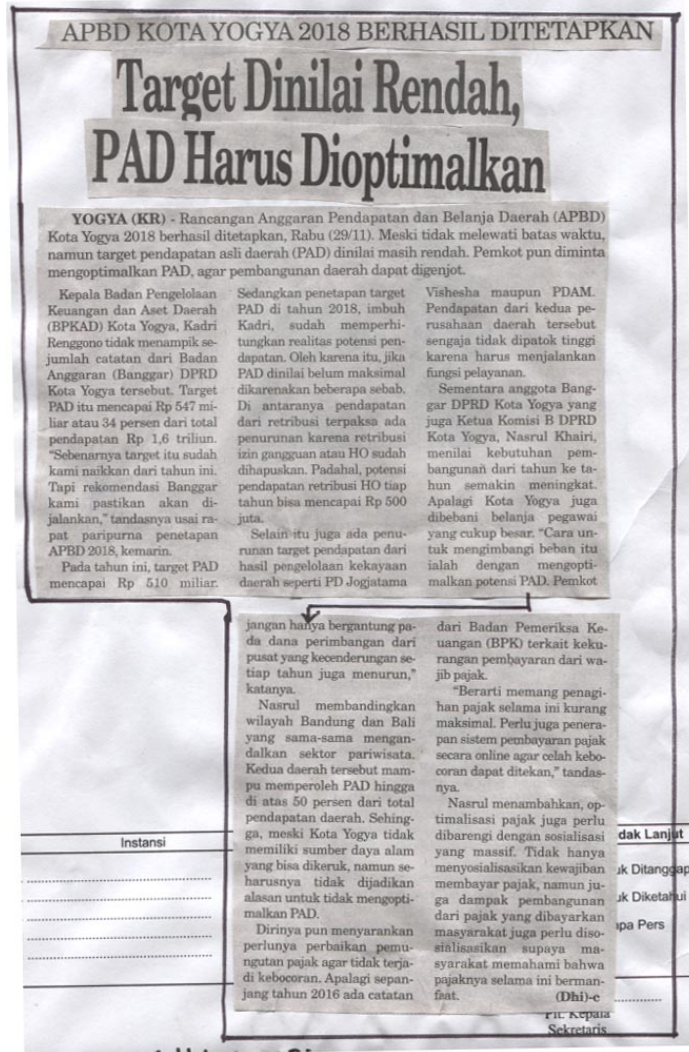 APBD KOTA YOGYA 2018 BERHASIL DITETAPKAN
Target Dinilai Rendah,
PAD Harus Dioptimalkan
YOGYA (KR) - Rancangan Anggaran Pendapatan dan Belanja Daerah (APBD)
Kota Yogya 2018 berhasil ditetapkan, Rabu (29/11). Meski tidak melewati batas waktu,
namun target pendapatan asli daerah (PAD) dinilai masih rendah. Pemkot pun diminta
mengoptimalkan PAD, agar pembangunan daerah dapat digenjot.
Kepala Badan Pengelolaan
Keuangan dan Aset Daerah
(BPKAD) Kota Yogya, Kadri
Renggono tidak menampik se-
jumlah catatan dari Badan
Anggaran (Banggar) DPRD
Kota Yogya tersebut. Target
PAD itu mencapai Rp 547 mi-
liar atau 34 persen dari total
pendapatan Rp 1,6 triliun.
"Sebenarnya target itu sudah
kami naikkan dari tahun ini.
Tapi rekomendasi Banggar
kami pastikan akan di-
jalankan," tandasnya usai ra-
pat paripurna penetapan
APBD 2018, kemarin.
Pada tahun ini, target PAD
mencapai Rp 510 miliar.
Sedangkan penetapan target
PAD di tahun 2018, imbuh
Kadri, sudah memperhi-
tungkan realitas potensi pen-
dapatan. Oleh karena itu, jika
PAD dinilai belum maksimal
dikarenakan beberapa sebab.
Di antaranya pendapatan
dari retribusi terpaksa ada
penurunan karena retribusi
izin gangguan atau HO sudah
dihapuskan. Padahal, potensi
pendapatan retribusi HO tiap
tahun bisa mencapai Rp 500
juta.
Selain itu juga ada penu-
runan target pendapatan dari
hasil pengelolaan kekayaan
daerah seperti PD Jogjatama
Vishesha maupun PDAM.
Pendapatan dari kedua pe-
rusahaan daerah tersebut
sengaja tidak dipatok tinggi
karena harus menjalankan
fungsi pelayanan.
Sementara anggota Bang-
gar DPRD Kota Yogya yang
juga Ketua Komisi B DPRD
Kota Yogya, Nasrul Khairi,
menilai kebutuhan pem-
bangunan dari tahun ke ta-
hun semakin meningkat.
Apalagi Kota Yogya juga
dibebani belanja pegawai
yang cukup besar. "Cara un-
tuk mengimbangi beban itu
ialah dengan mengopti-
malkan potensi PAD. Pemkot
jangan hanya bergantung pa-
da dana perimbangan dari
pusat yang kecenderungan se-
tiap tahun juga menurun,"
katanya.
Nasrul membandingkan
wilayah Bandung dan Bali
yang sama-sama mengan-
dalkan sektor pariwisata.
Kedua daerah tersebut mam-
pu memperoleh PAD hingga
di atas 50 persen dari total
pendapatan daerah. Sehing-
ga, meski Kota Yogya tidak
memiliki sumber daya alam
yang bisa dikeruk, namun se-
harusnya tidak dijadikan
alasan untuk tidak mengopti-
malkan PAD.
Dirinya pun menyarankan
perlunya perbaikan pemu-
ngutan pajak agar tidak terja-
di kebocoran. Apalagi sepan-
jang tahun 2016 ada catatan
dari Badan Pemeriksa Ke-
uangan (BPK) terkait keku-
rangan pembayaran dari wa-
jib pajak.
"Berarti memang penagi-
han pajak selama ini kurang
maksimal. Perlu juga penera-
pan sistem pembayaran pajak
secara online agar celah kebo-
coran dapat ditekan," tandas-
nya.
Nasrul menambahkan, op-
timalisasi pajak juga perlu
dibarengi dengan sosialisasi
yang massif. Tidak hanya
menyosialisasikan kewajiban
membayar pajak, namun ju-
ga dampak pembangunan
dari pajak yang dibayarkan
masyarakat juga perlu diso-
sialisasikan supaya ma-
syarakat memahami bahwa
pajaknya selama ini berman-
faat. (Dhi)-c
Instansi
dak Lanjut
uk Ditanggap
uk Diketahui
apa Pers
Plt. Kepala
Sekretaris